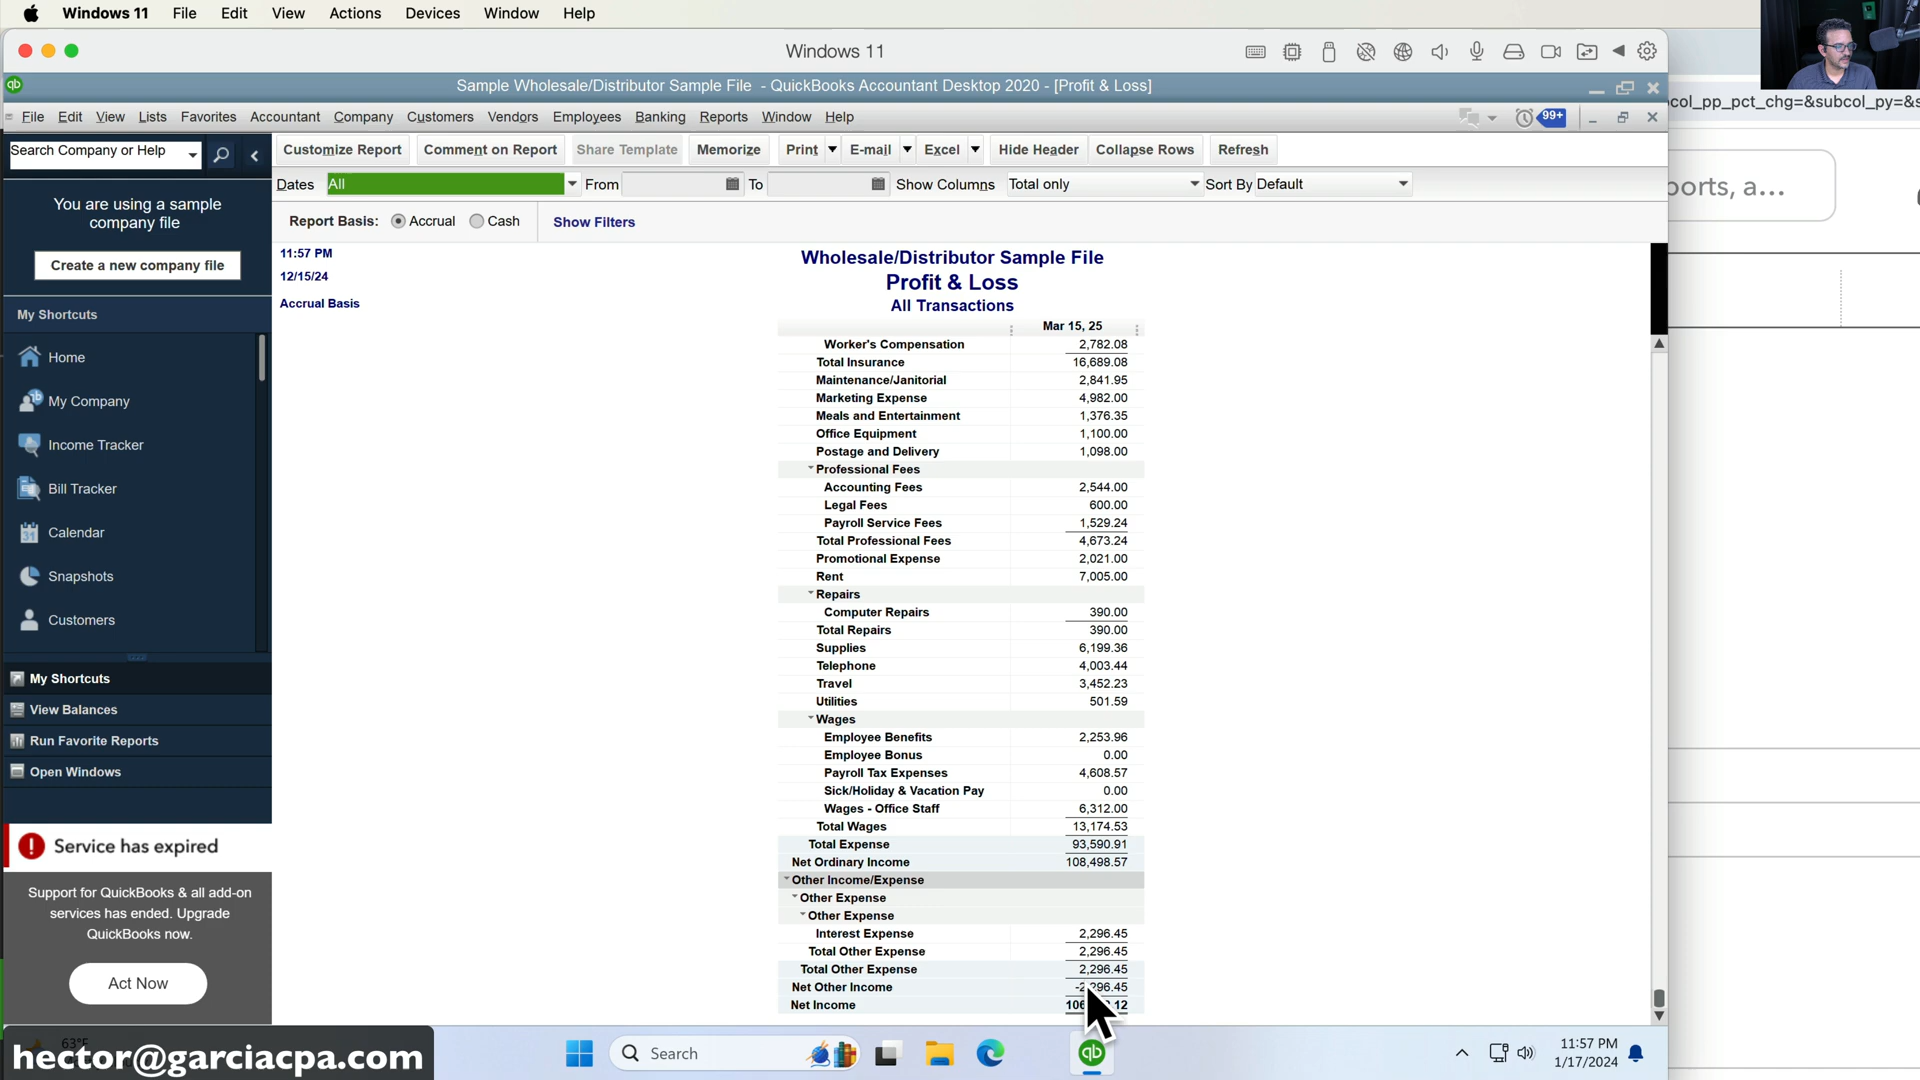 Windows 11 File Edit View Actions Devices Window Help
Windows 11
qb
Sample Wholesale/Distributor Sample File - QuickBooks Accountant Desktop 2020 - [Profit & Loss]
File Edit View Lists Favorites Accountant Company Customers Vendors Employees Banking Reports Window Help
99+
col_pp_pct_chg=&subcol_py=&s
Search Company or Help
Customize Report Comment on Report Share Template Memorize Print E-mail Excel Hide Header Collapse Rows Refresh
Dates All From To Show Columns Total only Sort By Default
ports, a...
You are using a sample
company file
Report Basis: Accrual Cash Show Filters
Create a new company file
My Shortcuts
Home
My Company
Income Tracker
Bill Tracker
31
Calendar
Snapshots
Customers
My Shortcuts
View Balances
Run Favorite Reports
Open Windows
Service has expired
Support for QuickBooks & all add-on
services has ended. Upgrade
QuickBooks now.
Act Now
11:57 PM
12/15/24
Accrual Basis
Wholesale/Distributor Sample File
Profit & Loss
All Transactions
Mar 15, 25
Worker's Compensation 2,782.08
Total Insurance 16,689.08
Maintenance/Janitorial 2,841.95
Marketing Expense 4,982.00
Meals and Entertainment 1,376.35
Office Equipment 1,100.00
Postage and Delivery 1,098.00
Professional Fees
Accounting Fees 2,544.00
Legal Fees 600.00
Payroll Service Fees 1,529.24
Total Professional Fees 4,673.24
Promotional Expense 2,021.00
Rent 7,005.00
Repairs
Computer Repairs 390.00
Total Repairs 390.00
Supplies 6,199.36
Telephone 4,003.44
Travel 3,452.23
Utilities 501.59
Wages
Employee Benefits 2,253.96
Employee Bonus 0.00
Payroll Tax Expenses 4,608.57
Sick/Holiday & Vacation Pay 0.00
Wages - Office Staff 6,312.00
Total Wages 13,174.53
Total Expense 93,590.91
Net Ordinary Income 108,498.57
Other Income/Expense
Other Expense
Other Expense
Interest Expense 2,296.45
Total Other Expense 2,296.45
Total Other Expense 2,296.45
Net Other Income -2,296.45
Net Income
63°F
hector@garciacpa.com
Search
qb
11:57 PM
1/17/2024